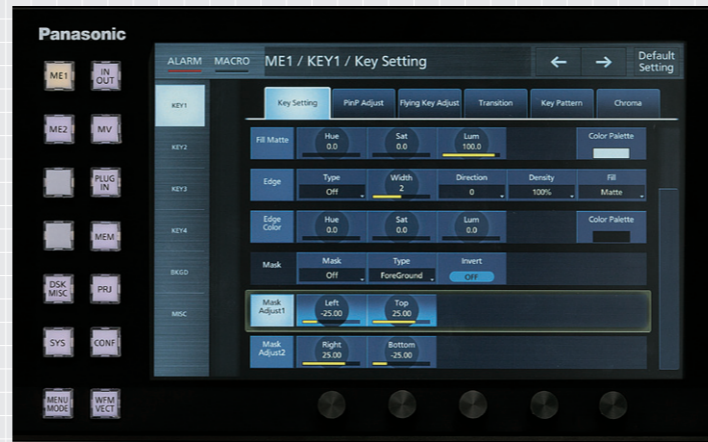 Panasonic
ME1
IN OUT
ME2
MV
PLUG IN
MEM
DSK MISC
PRJ
SYS
CONF
MENU MODE
WFM VECT
ALARM MACRO ME1 / KEY1 / Key Setting ← → Default Setting
KEY1
KEY2
KEY3
KEY4
BKGD
MISC
Key Setting PinP Adjust Flying Key Adjust Transition Key Pattern Chroma
Fill Matte Hue 0.0 Sat 0.0 Lum 100.0 Color Palette
Edge Type Off Width 2 Direction 0 Density 100% Fill Matte
Edge Color Hue 0.0 Sat 0.0 Lum 0.0 Color Palette
Mask Mask Off Type ForeGround Invert OFF
Mask Adjust1 Left -25.00 Top 25.00
Mask Adjust2 Right 25.00 Bottom -25.00